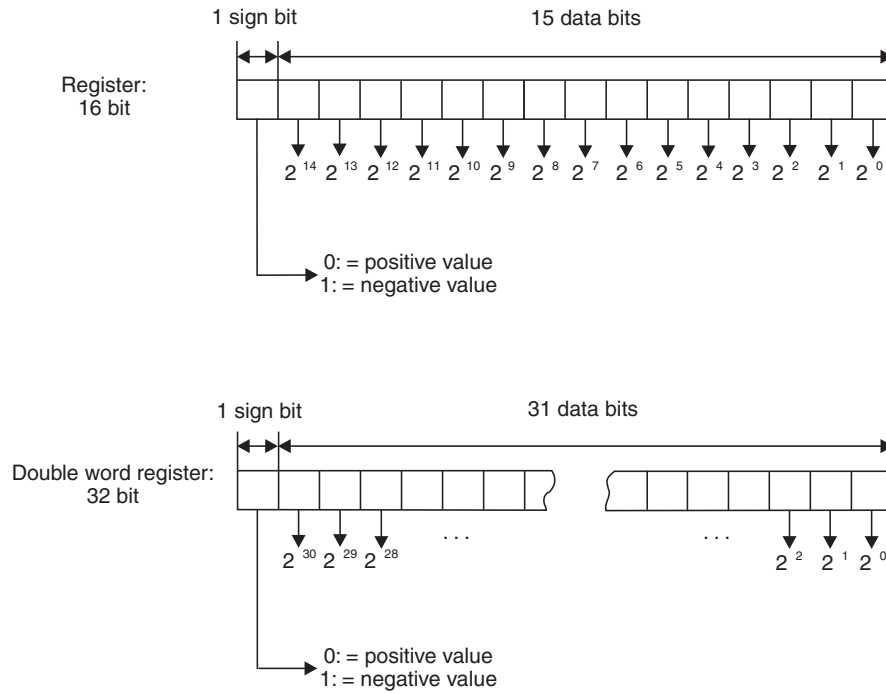 1 sign bit 15 data bits
Register:
16 bit
2 14 2 13 2 12 2 11 2 10 2 9 2 8 2 7 2 6 2 5 2 4 2 3 2 2 2 1 2 0
0: = positive value
1: = negative value
1 sign bit 31 data bits
Double word register:
32 bit
2 30 2 29 2 28 . . . . . . 2 2 2 1 2 0
0: = positive value
1: = negative value